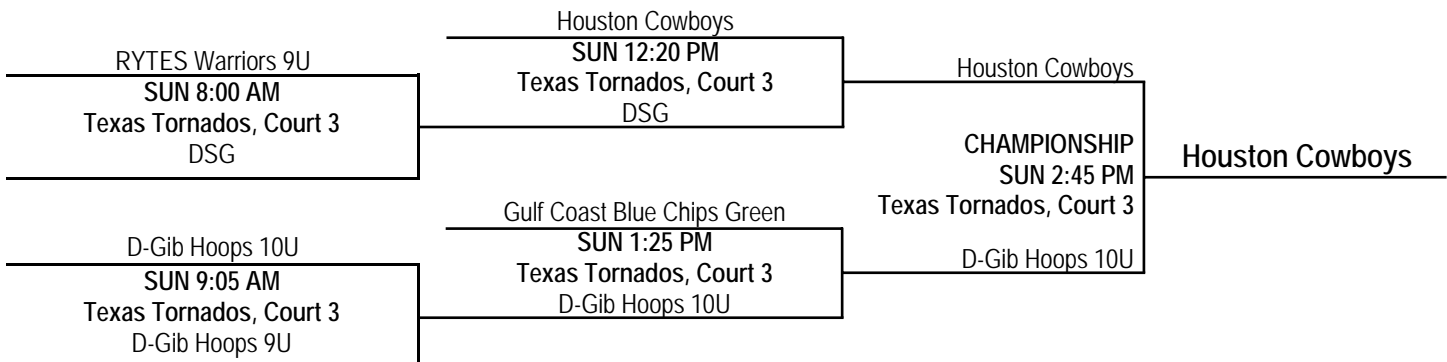 RYTES Warriors 9U
SUN 8:00 AM
Texas Tornados, Court 3
DSG
D-Gib Hoops 10U
SUN 9:05 AM
Texas Tornados, Court 3
D-Gib Hoops 9U
Houston Cowboys
SUN 12:20 PM
Texas Tornados, Court 3
DSG
Gulf Coast Blue Chips Green
SUN 1:25 PM
Texas Tornados, Court 3
D-Gib Hoops 10U
Houston Cowboys
CHAMPIONSHIP
SUN 2:45 PM
Texas Tornados, Court 3
D-Gib Hoops 10U
Houston Cowboys